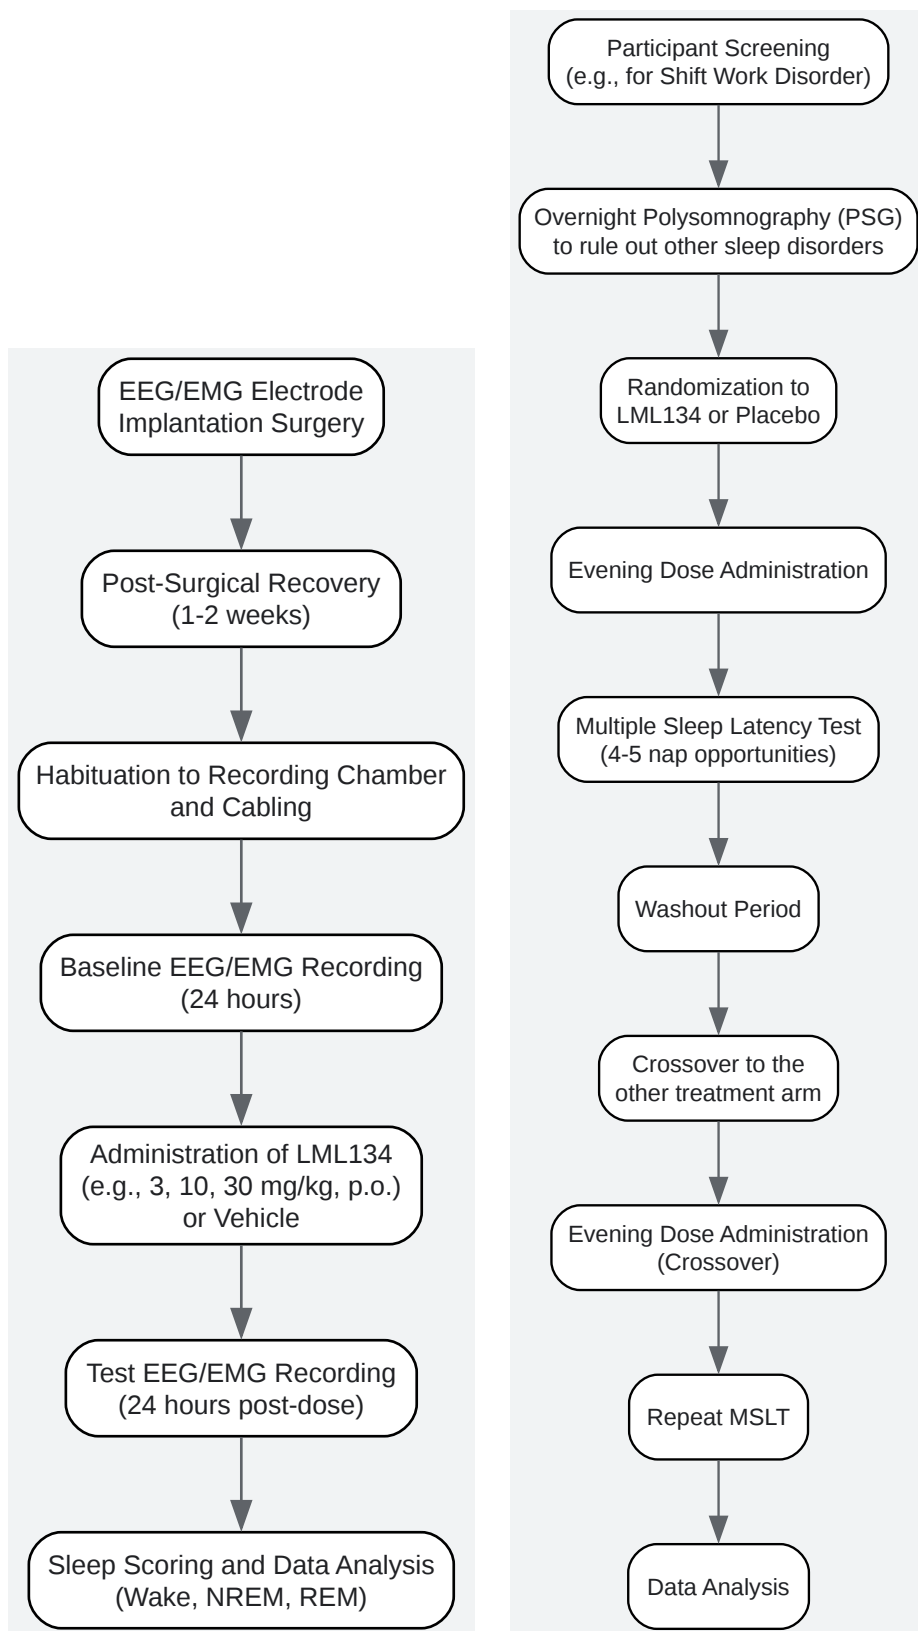 EEG/EMG Electrode
Implantation Surgery
Post-Surgical Recovery
(1-2 weeks)
Habituation to Recording Chamber
and Cabling
Baseline EEG/EMG Recording
(24 hours)
Administration of LML134
(e.g., 3, 10, 30 mg/kg, p.o.)
or Vehicle
Test EEG/EMG Recording
(24 hours post-dose)
Sleep Scoring and Data Analysis
(Wake, NREM, REM)
Participant Screening
(e.g., for Shift Work Disorder)
Overnight Polysomnography (PSG)
to rule out other sleep disorders
Randomization to
LML134 or Placebo
Evening Dose Administration
Multiple Sleep Latency Test
(4-5 nap opportunities)
Washout Period
Crossover to the
other treatment arm
Evening Dose Administration
(Crossover)
Repeat MSLT
Data Analysis